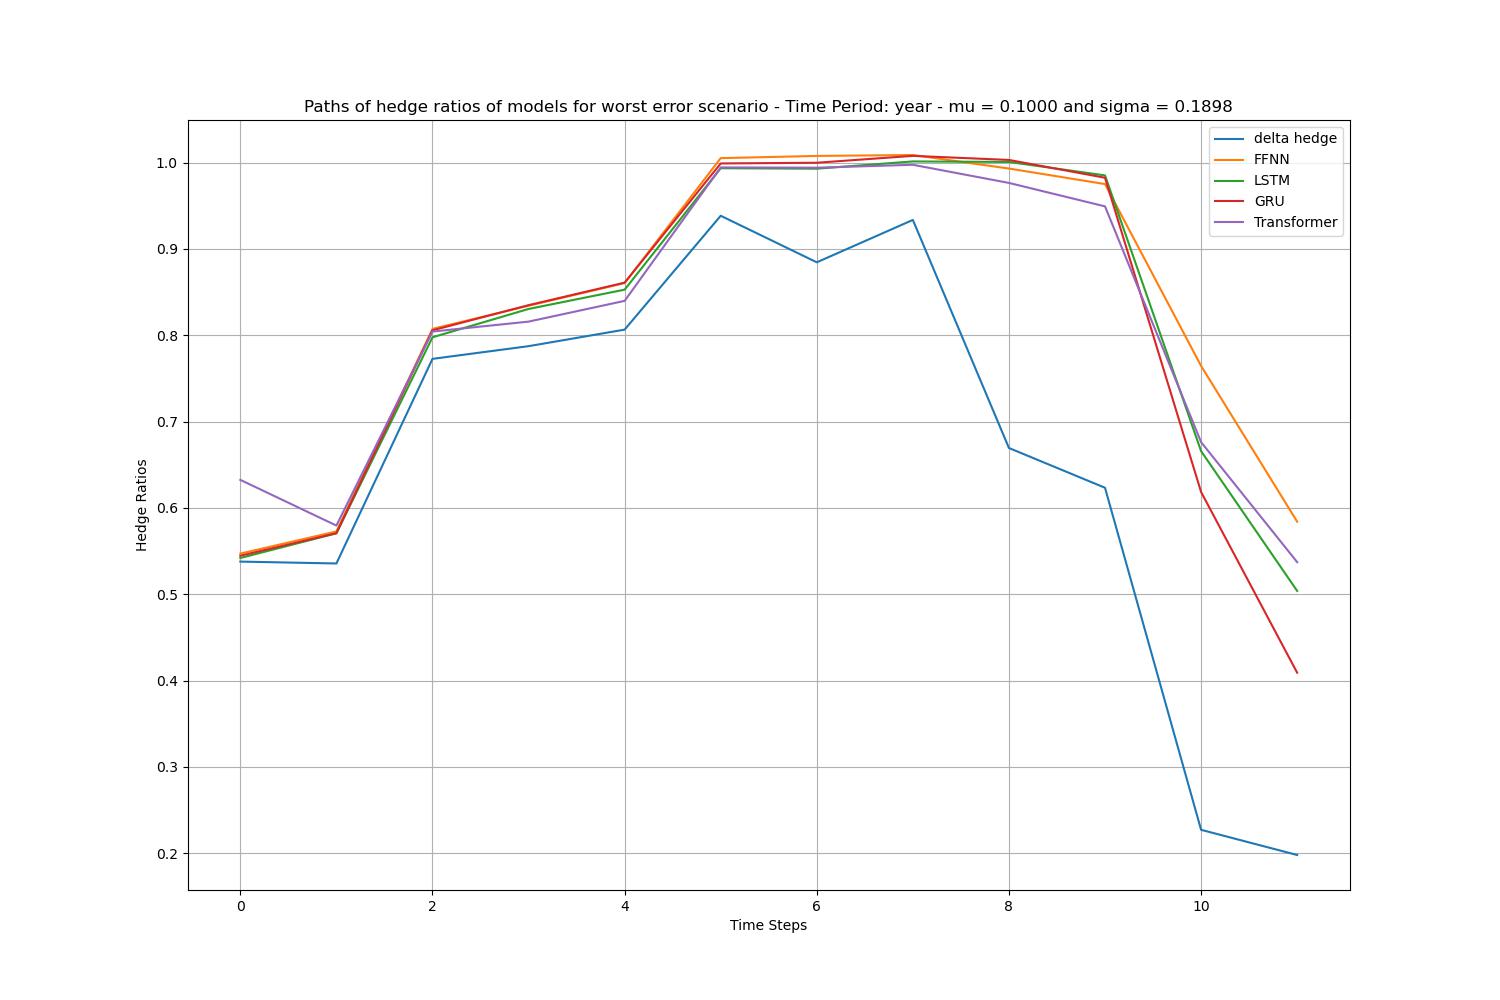 Paths of hedge ratios of models for worst error scenario - Time Period: year - mu = 0.1000 and sigma = 0.1898
delta hedge
FFNN
LSTM
GRU
Transformer
1.0
0.9
0.8
0.7
0.6
0.5
0.4
0.3
0.2
Hedge Ratios
0 2 4 6 8 10
Time Steps